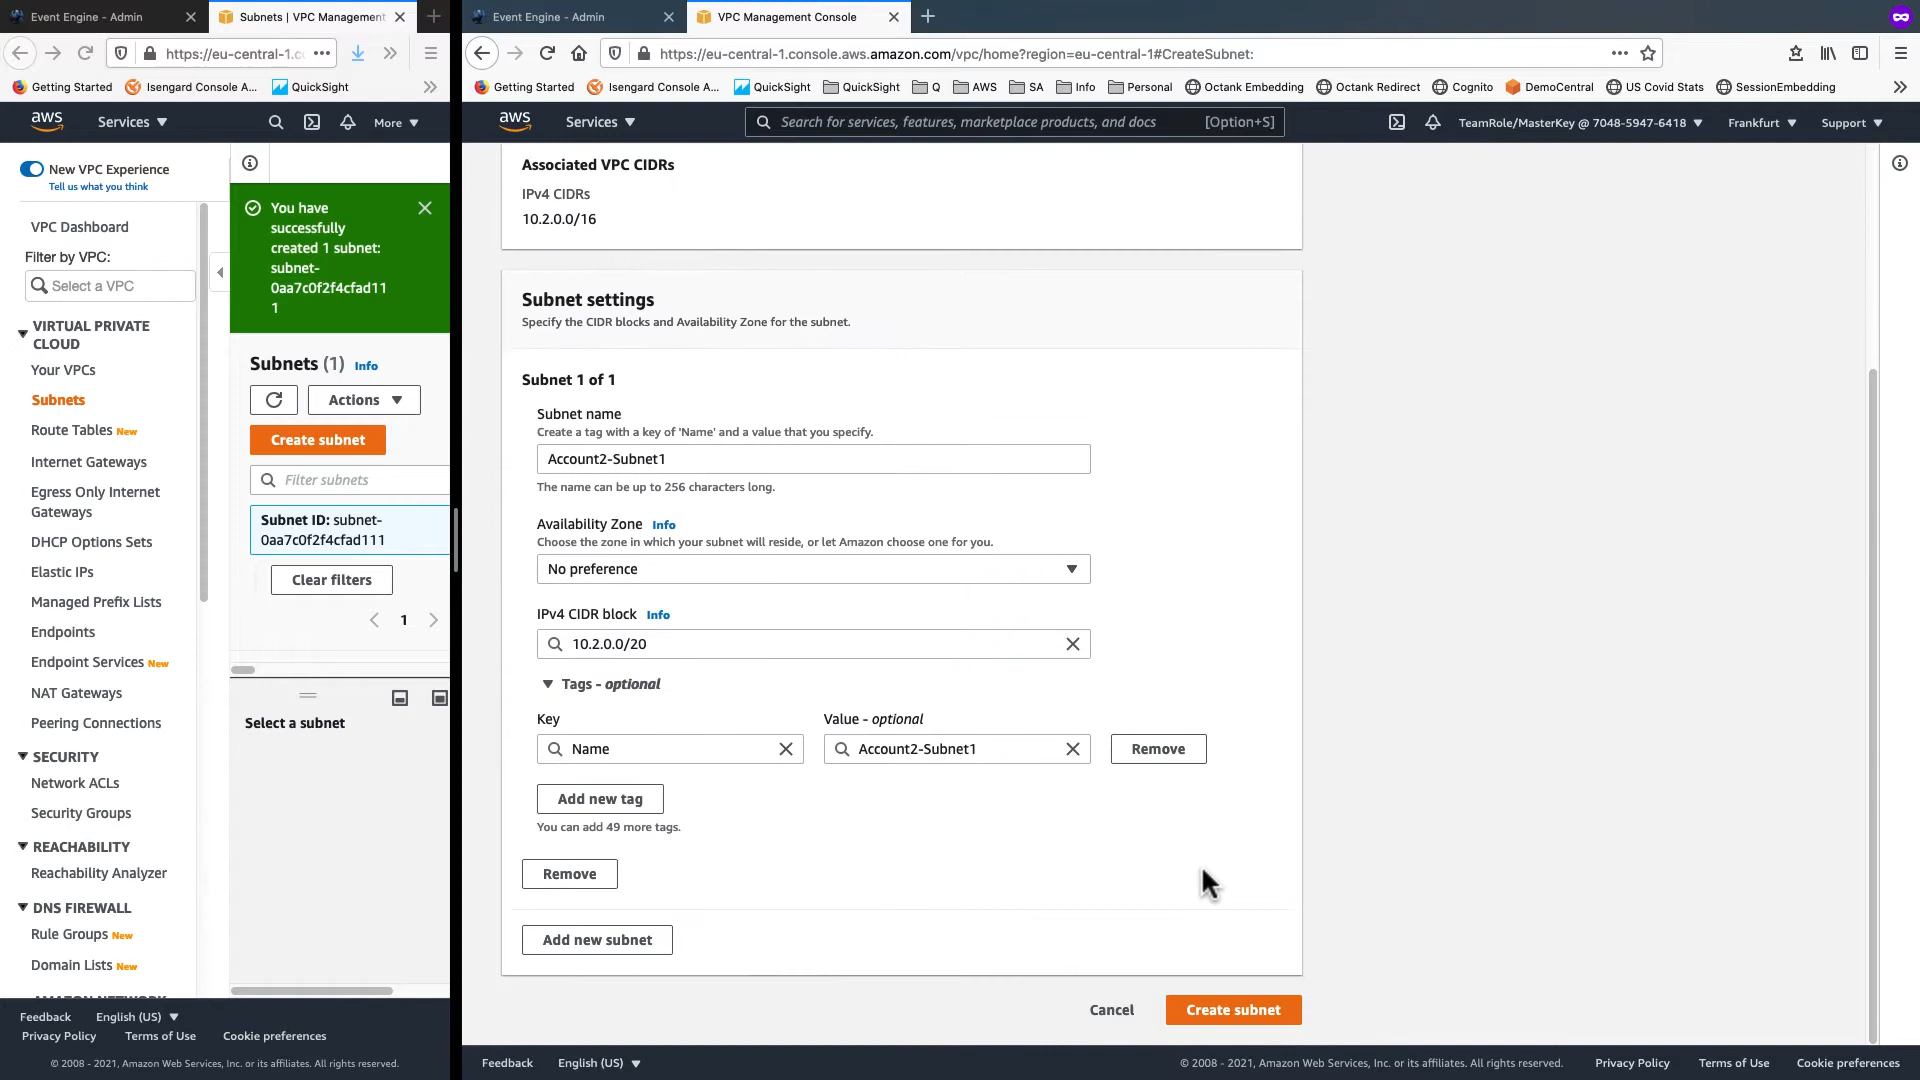 Event Engine - Admin
Subnets | VPC Management
Event Engine - Admin
VPC Management Console
https://eu-central-1.c
https://eu-central-1.console.aws.amazon.com/vpc/home?region=eu-central-1#CreateSubnet:
Getting Started
Isengard Console A...
QuickSight
Getting Started
Isengard Console A...
QuickSight
QuickSight
Q
AWS
SA
Info
Personal
Octank Embedding
Octank Redirect
Cognito
DemoCentral
US Covid Stats
SessionEmbedding
aws
Services
More
aws
Services
Search for services, features, marketplace products, and docs
[Option+S]
TeamRole/MasterKey @ 7048-5947-6418
Frankfurt
Support
New VPC Experience
Tell us what you think
VPC Dashboard
Filter by VPC:
Select a VPC
VIRTUAL PRIVATE
CLOUD
Your VPCs
Subnets
Route Tables New
Internet Gateways
Egress Only Internet
Gateways
DHCP Options Sets
Elastic IPs
Managed Prefix Lists
Endpoints
Endpoint Services New
NAT Gateways
Peering Connections
SECURITY
Network ACLs
Security Groups
REACHABILITY
Reachability Analyzer
DNS FIREWALL
Rule Groups New
Domain Lists New
You have
successfully
created 1 subnet:
subnet-
0aa7c0f2f4cfad11
1
Subnets (1) Info
Actions
Create subnet
Filter subnets
Subnet ID: subnet-
0aa7c0f2f4cfad111
Clear filters
1
Select a subnet
Feedback
English (US)
Privacy Policy
Terms of Use
Cookie preferences
© 2008 - 2021, Amazon Web Services, Inc. or its affiliates. All rights reserved.
Associated VPC CIDRs
IPv4 CIDRs
10.2.0.0/16
Subnet settings
Specify the CIDR blocks and Availability Zone for the subnet.
Subnet 1 of 1
Subnet name
Create a tag with a key of 'Name' and a value that you specify.
Account2-Subnet1
The name can be up to 256 characters long.
Availability Zone Info
Choose the zone in which your subnet will reside, or let Amazon choose one for you.
No preference
IPv4 CIDR block Info
10.2.0.0/20
Tags - optional
Key
Value - optional
Name
Account2-Subnet1
Remove
Add new tag
You can add 49 more tags.
Remove
Add new subnet
Cancel
Create subnet
Feedback
English (US)
© 2008 - 2021, Amazon Web Services, Inc. or its affiliates. All rights reserved.
Privacy Policy
Terms of Use
Cookie preferences